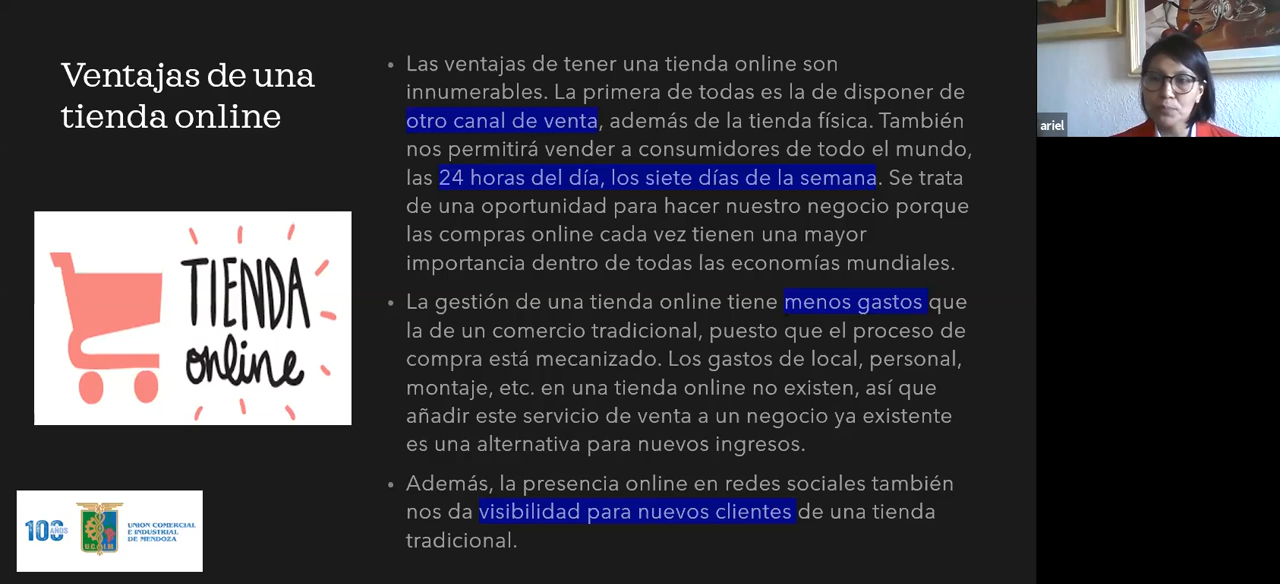 Ventajas de una
tienda online
TIENDA
online
100 AÑOS
U.C.I.M.
UNION COMERCIAL
E INDUSTRIAL
DE MENDOZA
• Las ventajas de tener una tienda online son
innumerables. La primera de todas es la de disponer de
otro canal de venta, además de la tienda física. También
nos permitirá vender a consumidores de todo el mundo,
las 24 horas del día, los siete días de la semana. Se trata
de una oportunidad para hacer nuestro negocio porque
las compras online cada vez tienen una mayor
importancia dentro de todas las economías mundiales.
• La gestión de una tienda online tiene menos gastos que
la de un comercio tradicional, puesto que el proceso de
compra está mecanizado. Los gastos de local, personal,
montaje, etc. en una tienda online no existen, así que
añadir este servicio de venta a un negocio ya existente
es una alternativa para nuevos ingresos.
• Además, la presencia online en redes sociales también
nos da visibilidad para nuevos clientes de una tienda
tradicional.
ariel